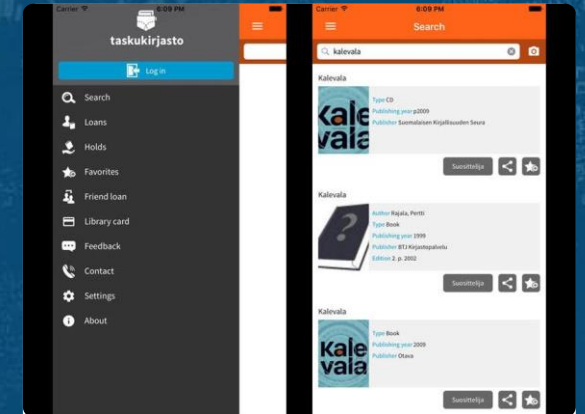 Carrier 6:09 PM
taskukirjasto
Log in
Search
Loans
Holds
Favorites
Friend loan
Library card
Feedback
Contact
Settings
About
Carrier 6:09 PM
Search
kalevala
Kalevala
Kale
vala
Type CD
Publishing year p2009
Publisher Suomalaisen Kirjallisuuden Seura
Suosittelija
Kalevala
?
Author Rajala, Pertti
Type Book
Publishing year 1999
Publisher BTJ Kirjastopalvelu
Edition 2. p. 2002
Suosittelija
Kalevala
Kale
vala
Type Book
Publishing year 2009
Publisher Otava
Suosittelija